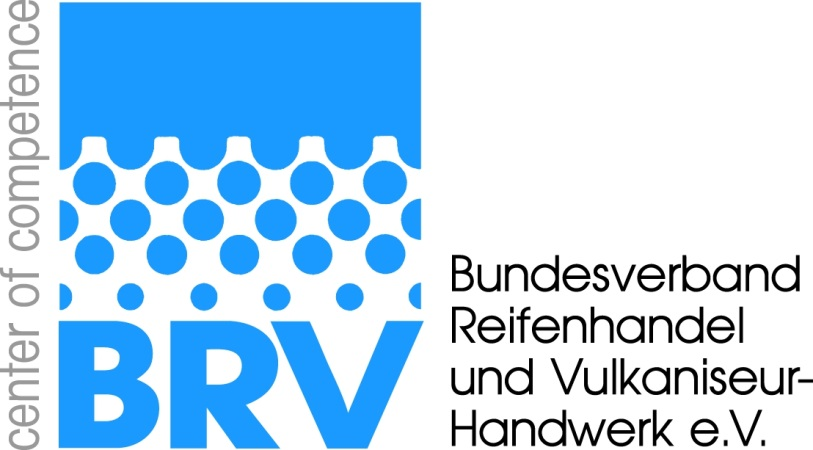 center of competence
BRV
Bundesverband
Reifenhandel
und Vulkaniseur-
Handwerk e.V.